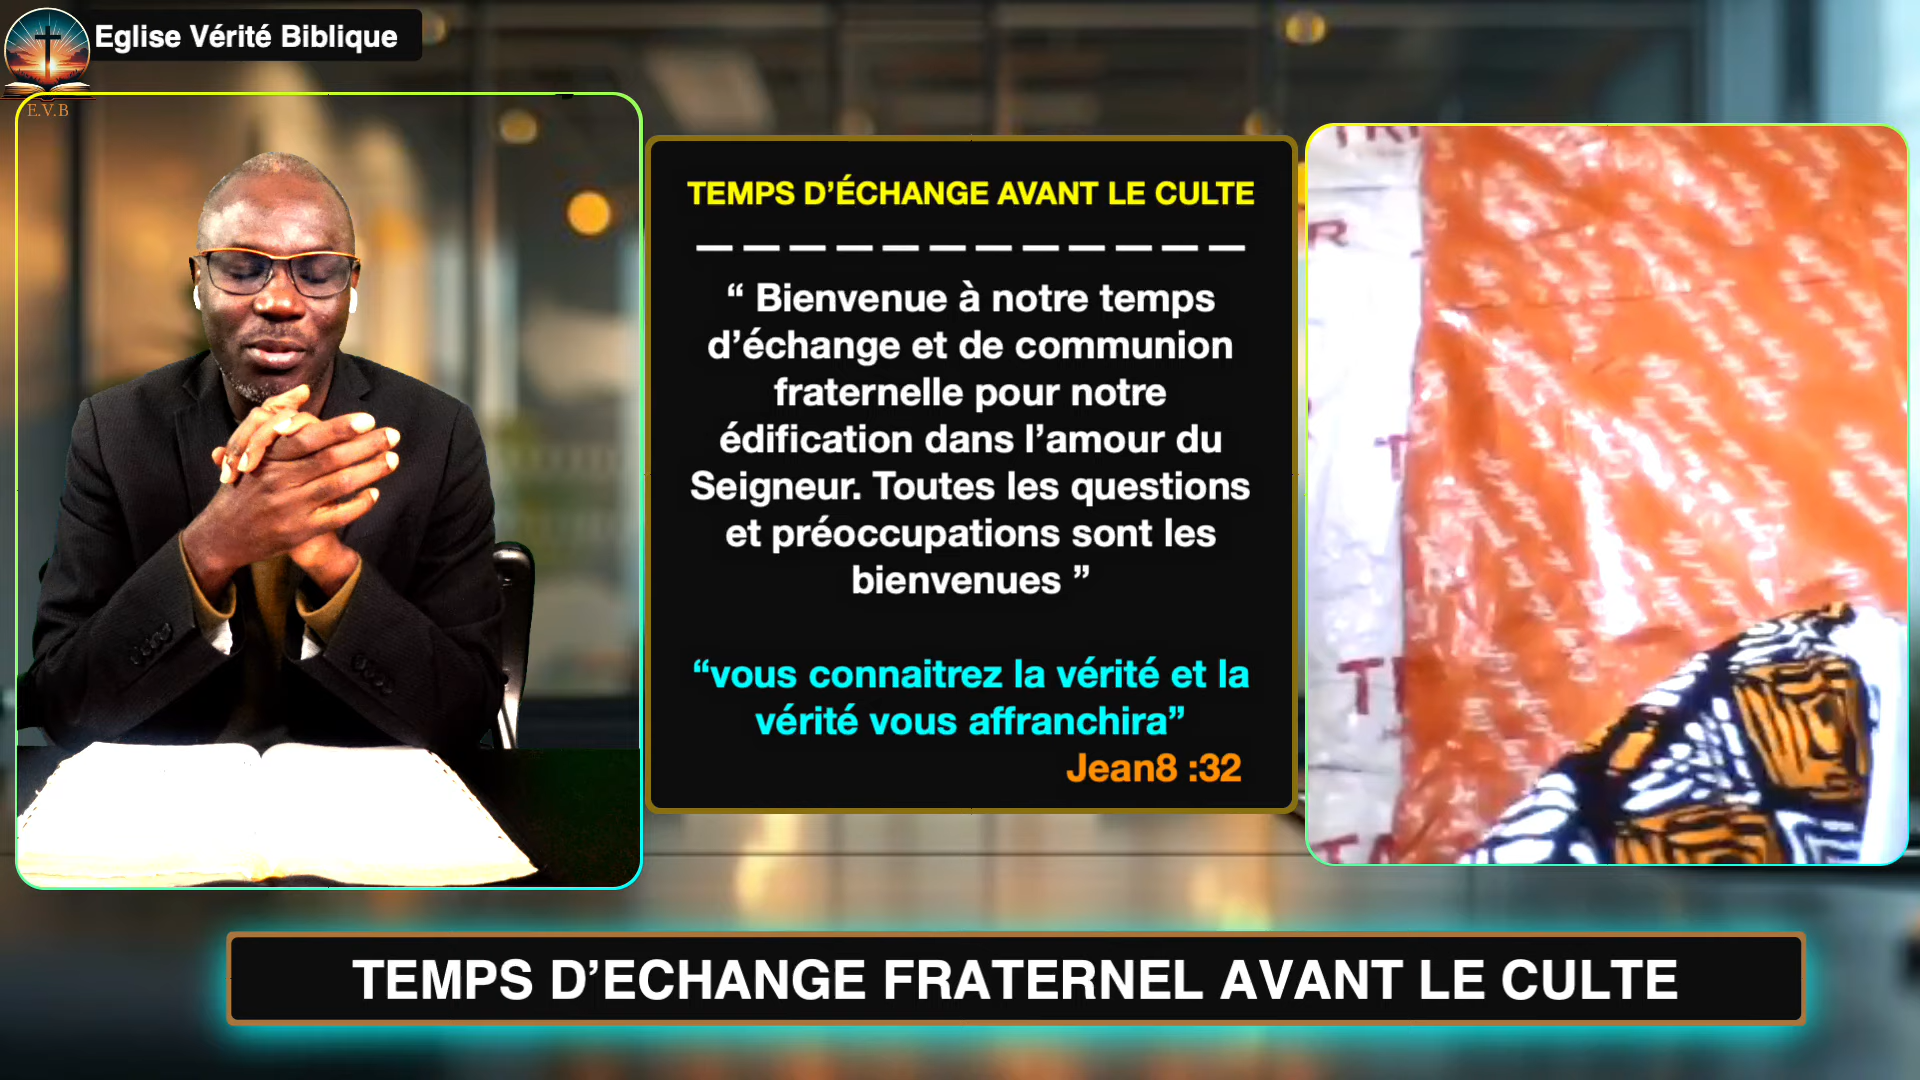 Eglise Vérité Biblique
E.V.B
TEMPS D’ÉCHANGE AVANT LE CULTE
“ Bienvenue à notre temps
d’échange et de communion
fraternelle pour notre
édification dans l’amour du
Seigneur. Toutes les questions
et préoccupations sont les
bienvenues ”
“vous connaitrez la vérité et la
vérité vous affranchira”
Jean8 :32
TEMPS D’ECHANGE FRATERNEL AVANT LE CULTE